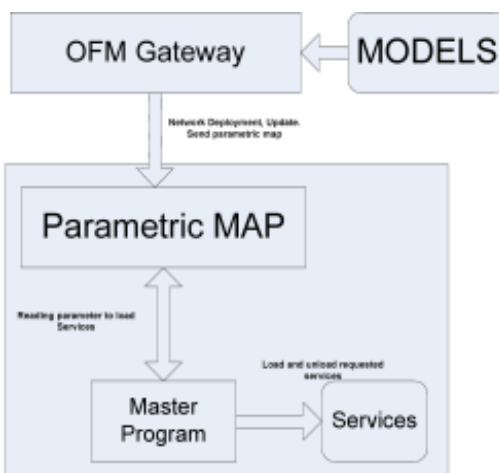 OFM Gateway
MODELS
Network Deployment, Update.
Send parametric map
Parametric MAP
Reading parameter to load
Services
Load and unload requested
services
Master
Program
Services